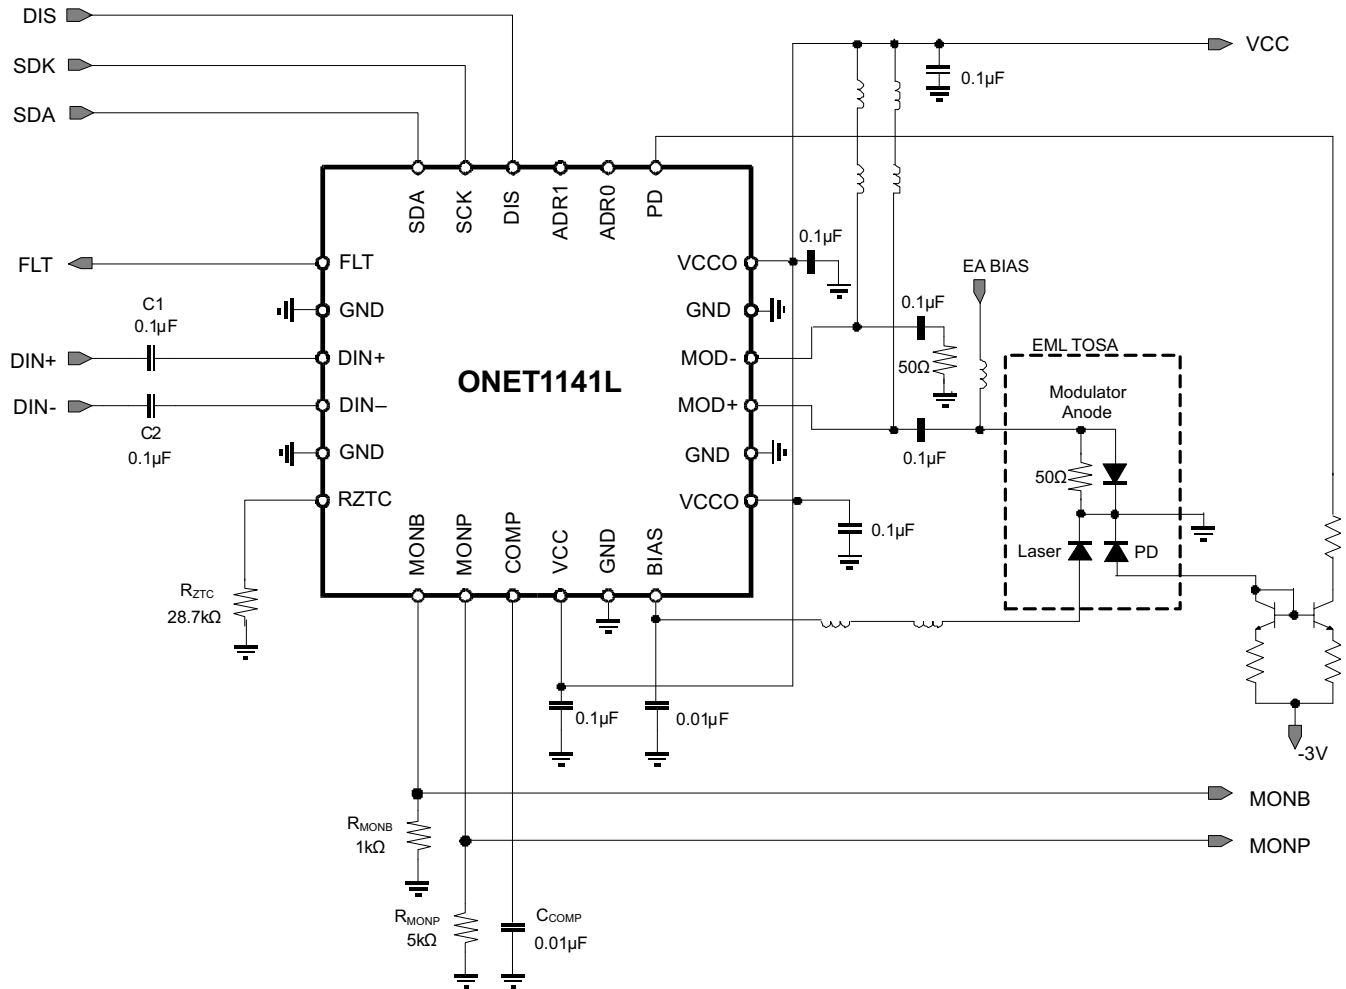 DIS
SDK
SDA
VCC
0.1µF
SDA
SCK
DIS
ADR1
ADR0
PD
FLT
FLT
GND
C1
0.1µF
DIN+
DIN+
DIN-
DIN–
C2
0.1µF
GND
RZTC
RZTC
28.7kΩ
ONET1141L
VCCO
0.1µF
GND
MOD-
MOD+
GND
VCCO
0.1µF
EA BIAS
0.1µF
50Ω
0.1µF
EML TOSA
Modulator
Anode
50Ω
Laser
PD
MONB
MONP
COMP
VCC
GND
BIAS
0.1µF
0.01µF
-3V
MONB
RMONB
1kΩ
MONP
RMONP
5kΩ
CCOMP
0.01µF